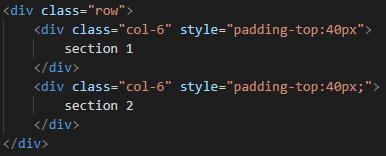 <div class="row">
    <div class="col-6" style="padding-top:40px">
        section 1
    </div>
    <div class="col-6" style="padding-top:40px;">
        section 2
    </div>
</div>